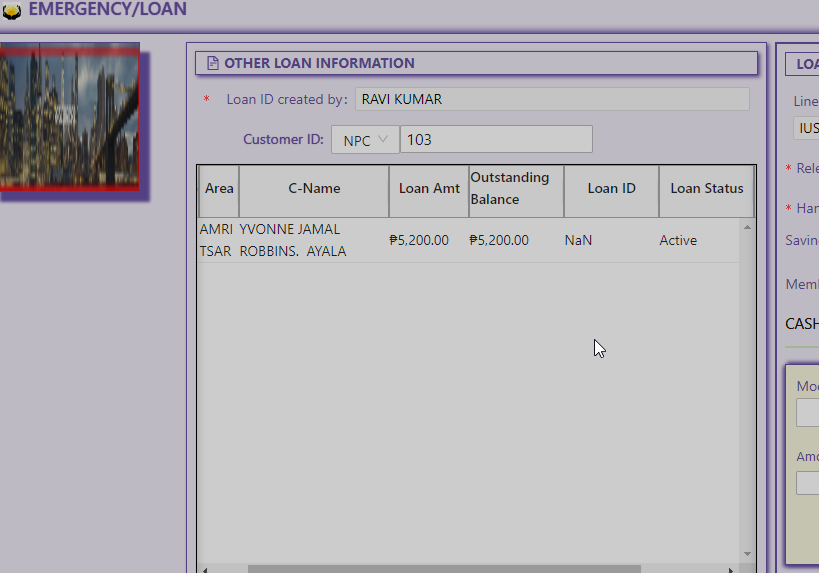 EMERGENCY/LOAN
OTHER LOAN INFORMATION
* Loan ID created by: RAVI KUMAR
Customer ID: NPC 103
Area C-Name Loan Amt Outstanding Balance Loan ID Loan Status
AMRI YVONNE JAMAL
TSAR ROBBINS. AYALA ₱5,200.00 ₱5,200.00 NaN Active
LOA
Line
IUS
* Rele
* Har
Savin
Meml
CASH
Mod
Amo